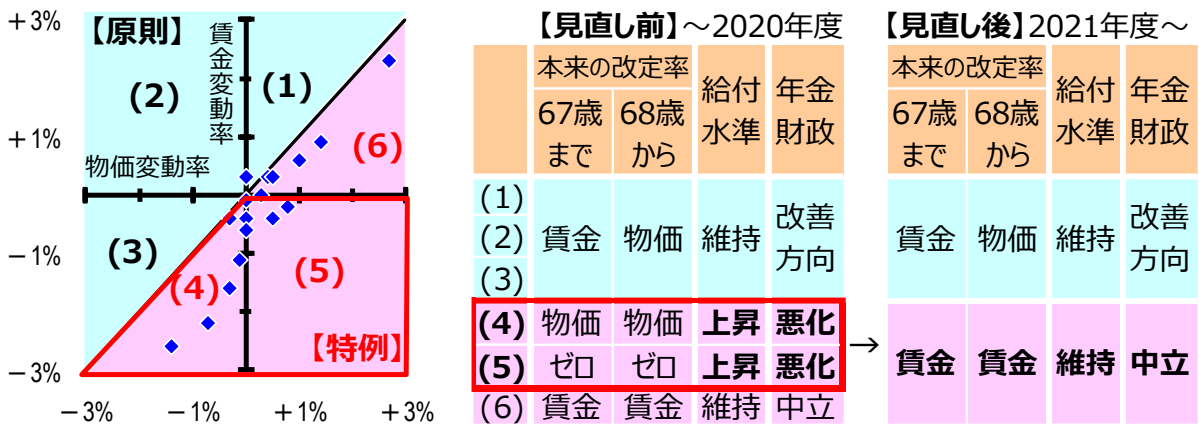 +3%
+1%
-1%
-3%
-3%
-1%
+1%
+3%
【原則】
賃金変動率
物価変動率
(1)
(2)
(3)
(4)
(5)
(6)
【特例】
【見直し前】~2020年度
本来の改定率 給付水準 年金財政
67歳まで 68歳から
(1)
(2) 賃金 物価 維持 改善方向
(3)
(4) 物価 物価 上昇 悪化
(5) ゼロ ゼロ 上昇 悪化
(6) 賃金 賃金 維持 中立
→
【見直し後】2021年度~
本来の改定率 給付水準 年金財政
67歳まで 68歳から
賃金 物価 維持 改善方向
賃金 賃金 維持 中立